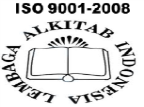 ISO 9001-2008
LEMBAGA ALKITAB INDONESIA